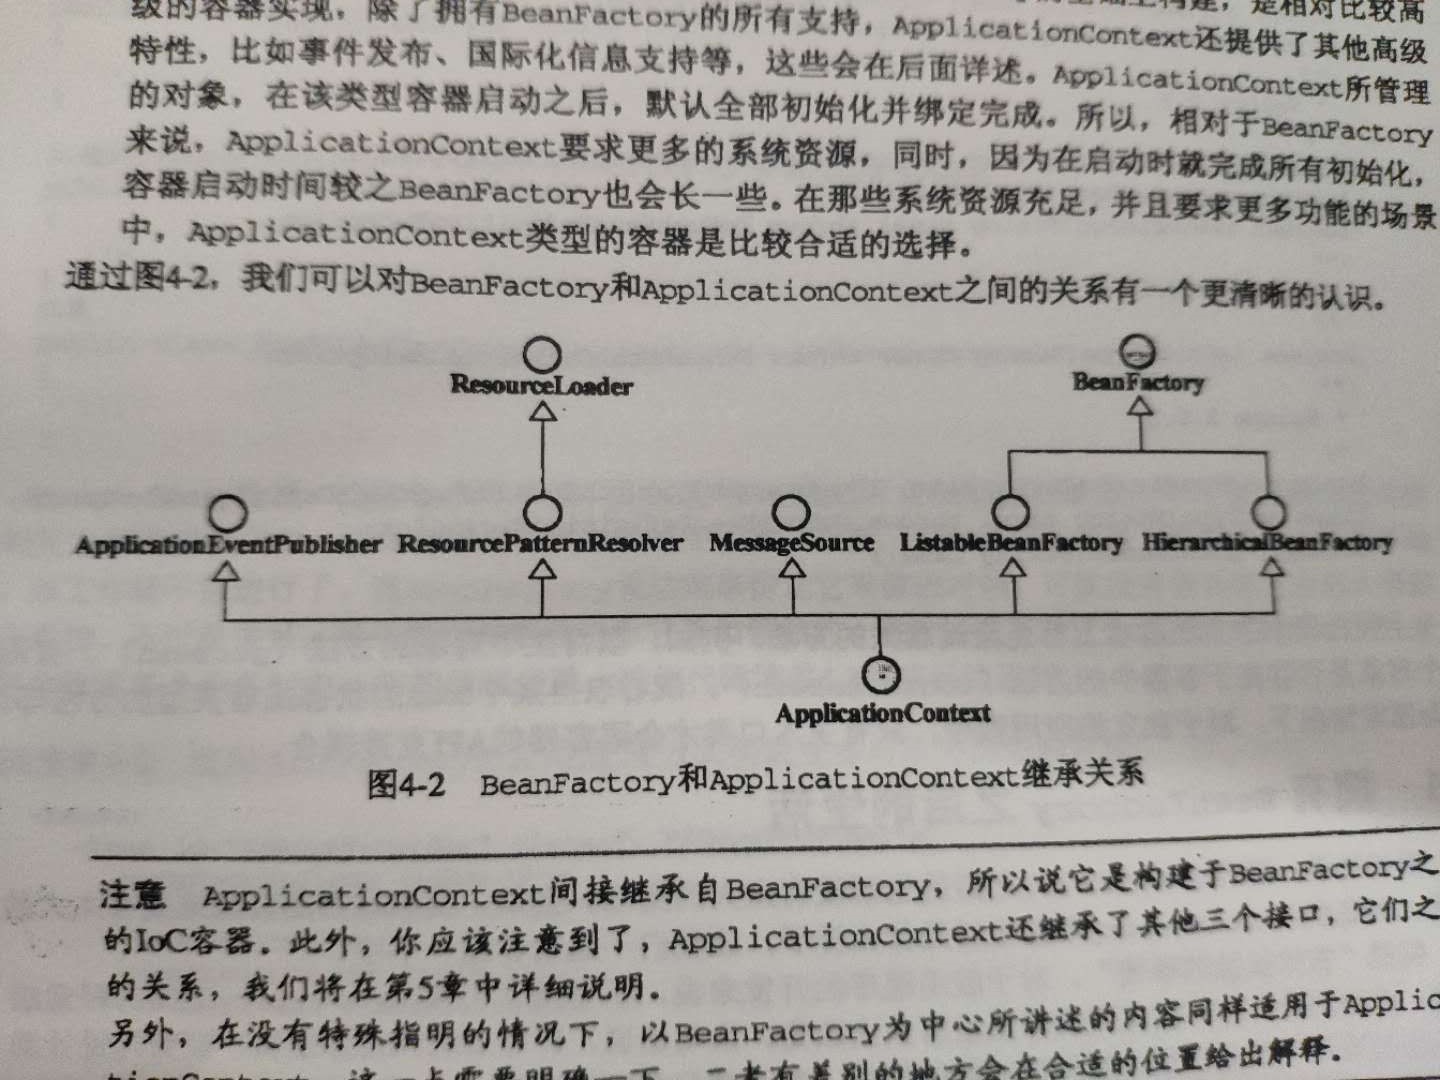 级的容器实现，除了拥有BeanFactory的所有支持，ApplicationContext还提供了其他高级
特性，比如事件发布、国际化信息支持等，这些会在后面详述。ApplicationContext所管理
的对象，在该类型容器启动之后，默认全部初始化并绑定完成。所以，相对于BeanFactory
来说，ApplicationContext要求更多的系统资源，同时，因为在启动时就完成所有初始化，
容器启动时间较之BeanFactory也会长一些。在那些系统资源充足，并且要求更多功能的场景
中，ApplicationContext类型的容器是比较合适的选择。
通过图4-2，我们可以对BeanFactory和ApplicationContext之间的关系有一个更清晰的认识。
ResourceLoader BeanFactory
ApplicationEventPublisher ResourcePatternResolver MessageSource ListableBeanFactory HierarchicalBeanFactory
ApplicationContext
图4-2 BeanFactory和ApplicationContext继承关系
注意 ApplicationContext间接继承自BeanFactory，所以说它是构建于BeanFactory之
的IoC容器。此外，你应该注意到了，ApplicationContext还继承了其他三个接口，它们之
的关系，我们将在第5章中详细说明。
另外，在没有特殊指明的情况下，以BeanFactory为中心所讲述的内容同样适用于Applic
tionContext，这一点需要明确一下，二者有差别的地方会在合适的位置给出解释。